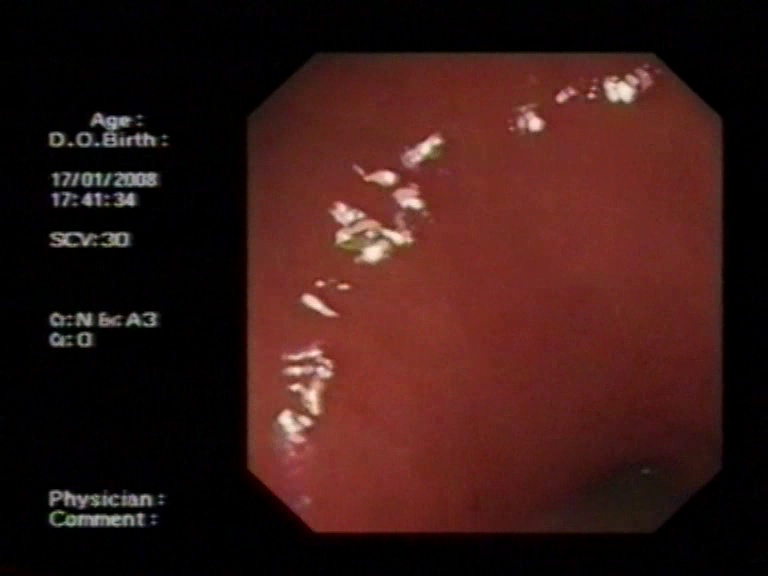 Age:
D.O.Birth:
17/01/2008
17:41:34
SCV:30
Physician:
Comment: